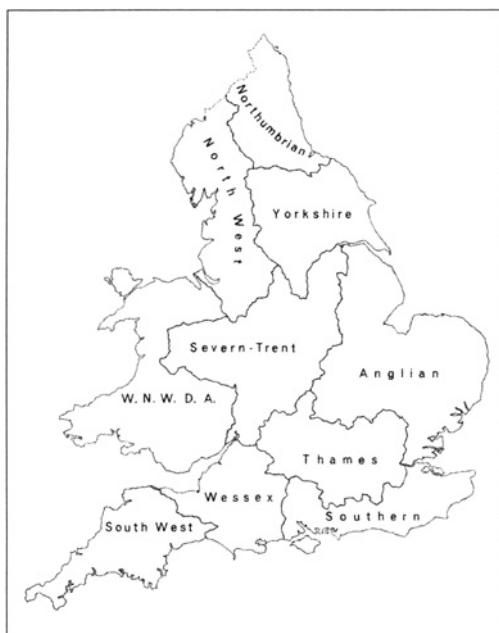 Northumbrian
North West
Yorkshire
Severn-Trent
Anglian
W. N. W. D. A.
Thames
Wessex
Southern
South West